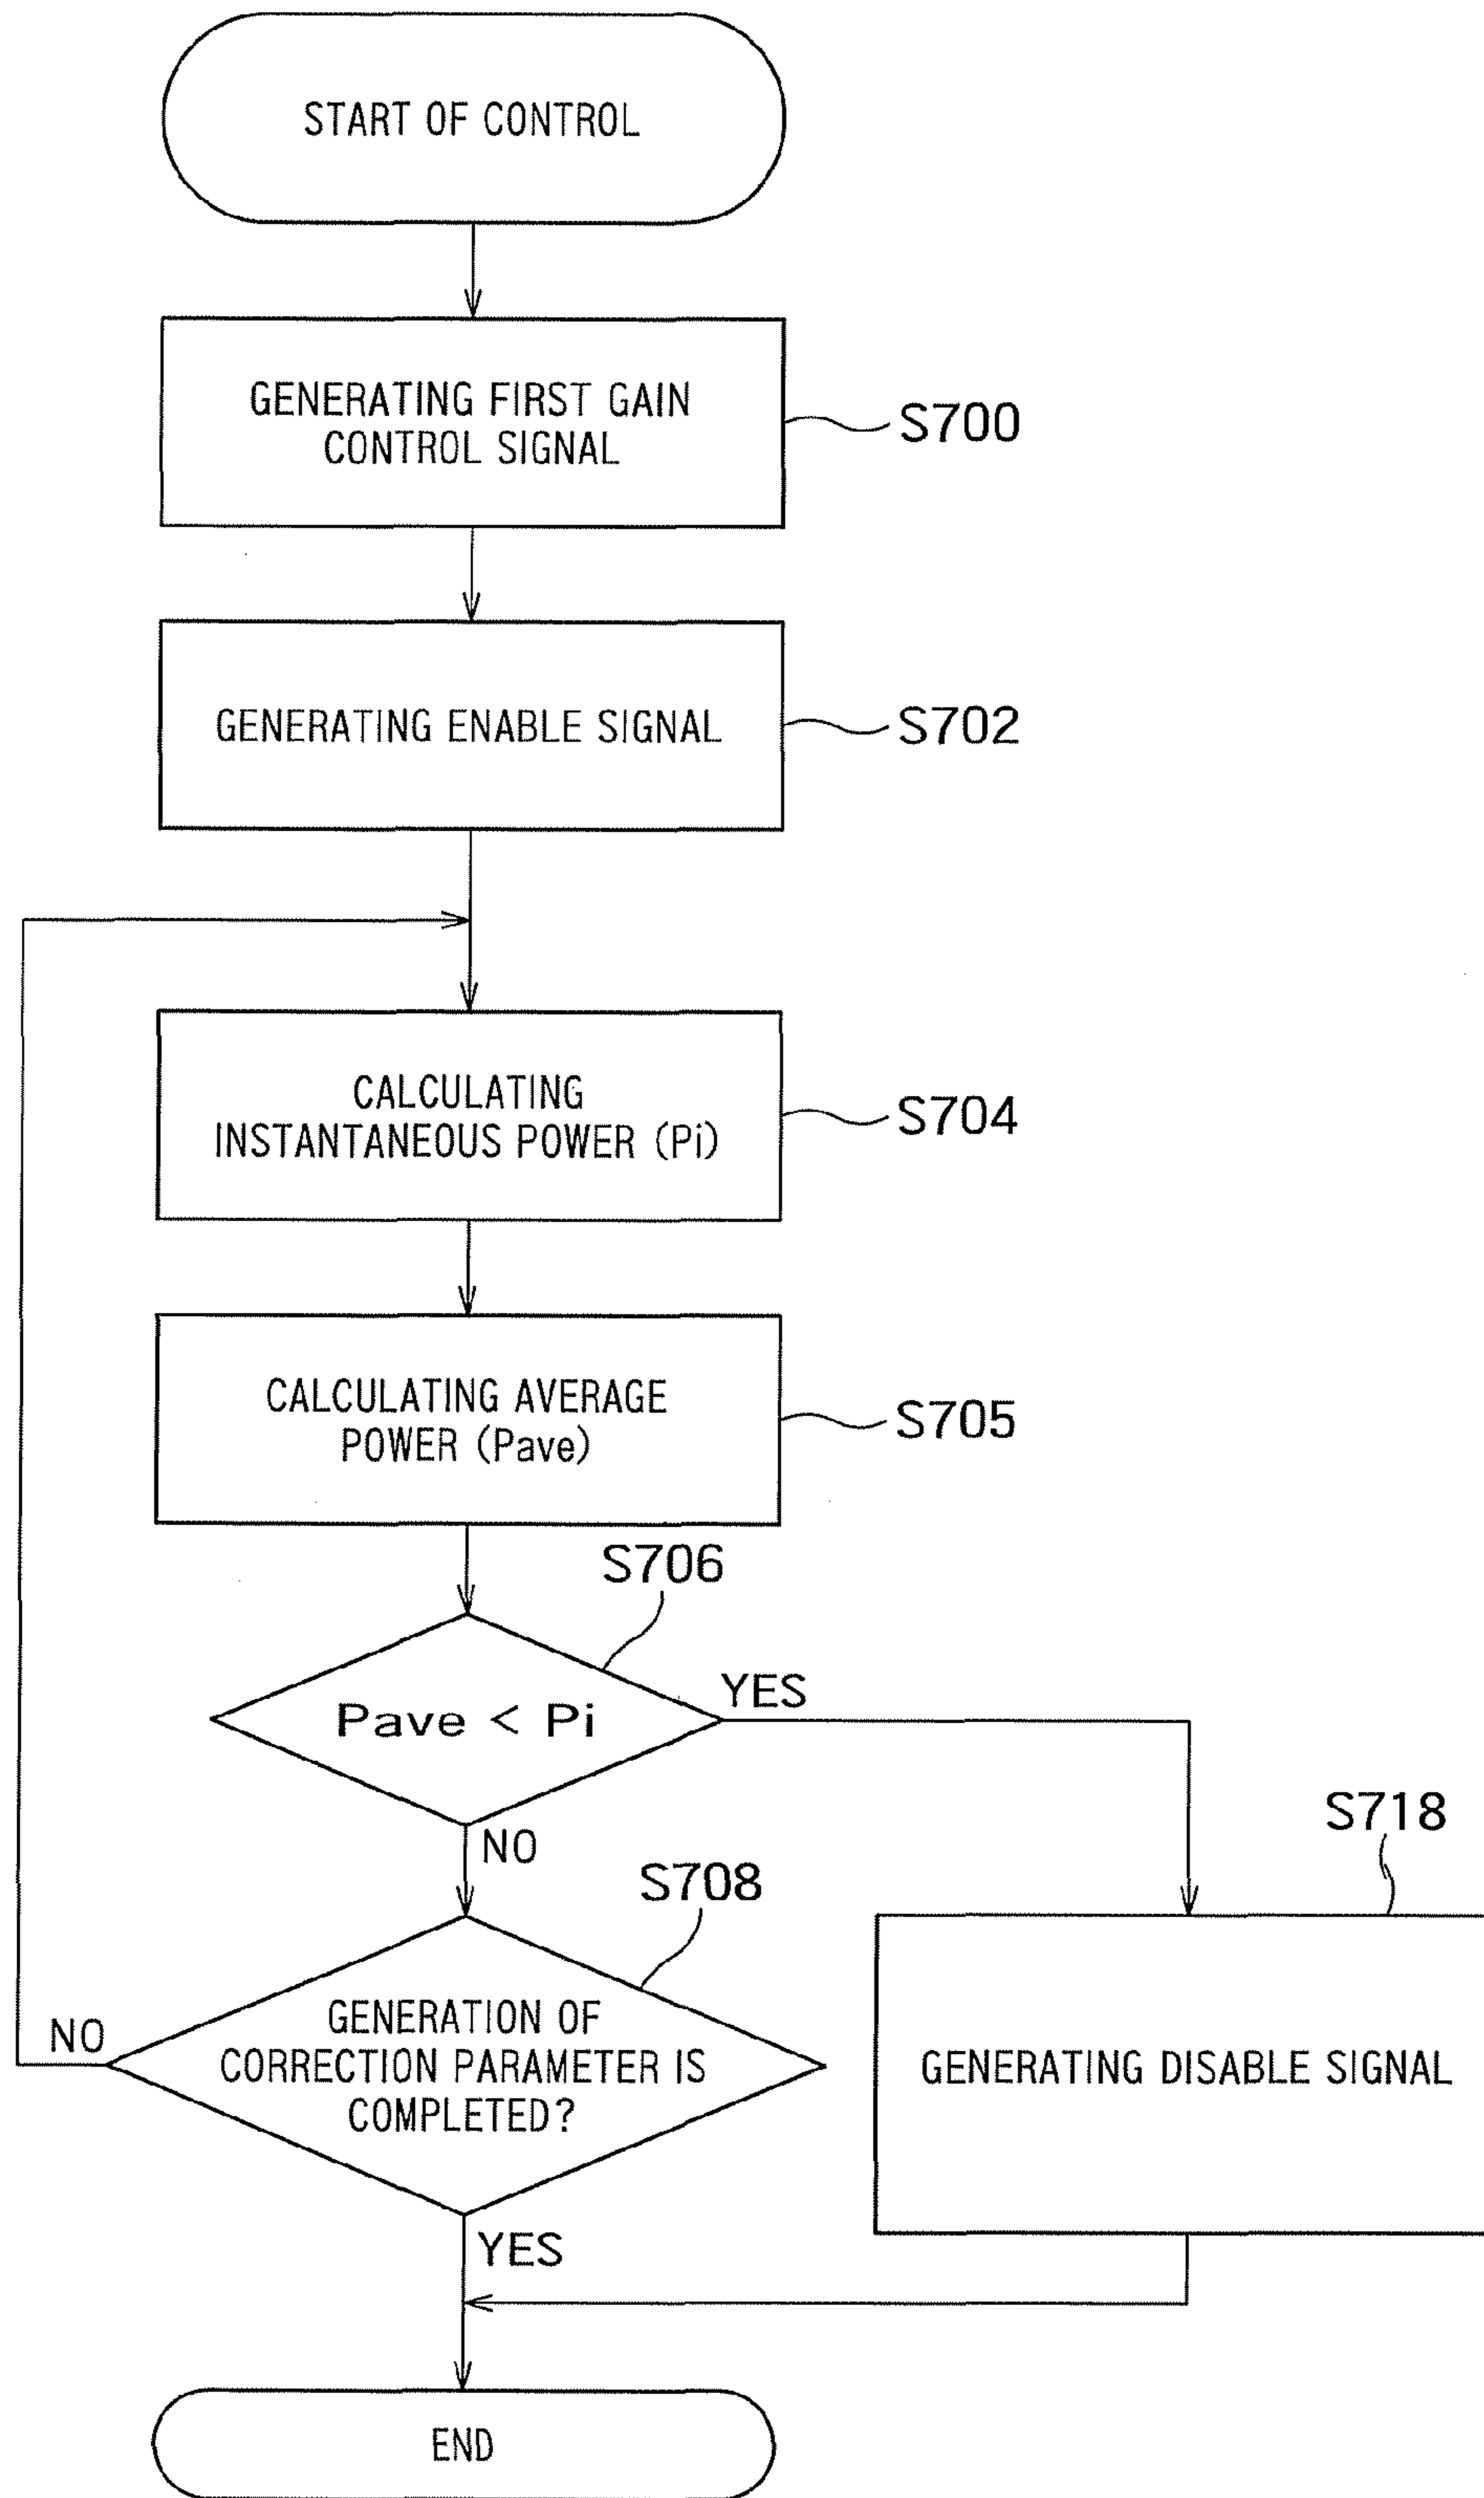 START OF CONTROL
GENERATING FIRST GAIN
CONTROL SIGNAL
S700
GENERATING ENABLE SIGNAL
S702
CALCULATING
INSTANTANEOUS POWER (Pi)
S704
CALCULATING AVERAGE
POWER (Pave)
S705
S706
Pave < Pi
YES
NO
S718
S708
GENERATION OF
CORRECTION PARAMETER IS
COMPLETED?
NO
GENERATING DISABLE SIGNAL
YES
END